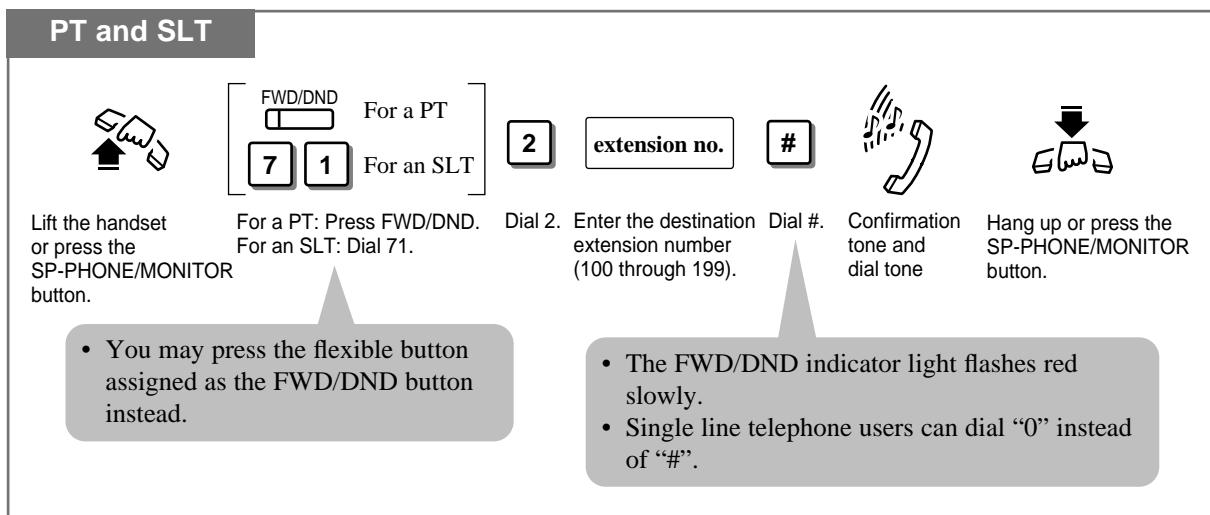 PT and SLT
FWD/DND
For a PT
7 1 For an SLT
2
extension no.
#
Lift the handset
or press the
SP-PHONE/MONITOR
button.
For a PT: Press FWD/DND.
For an SLT: Dial 71.
Dial 2.
Enter the destination
extension number
(100 through 199).
Dial #.
Confirmation
tone and
dial tone
Hang up or press the
SP-PHONE/MONITOR
button.
• You may press the flexible button
assigned as the FWD/DND button
instead.
• The FWD/DND indicator light flashes red
slowly.
• Single line telephone users can dial “0” instead
of “#”.